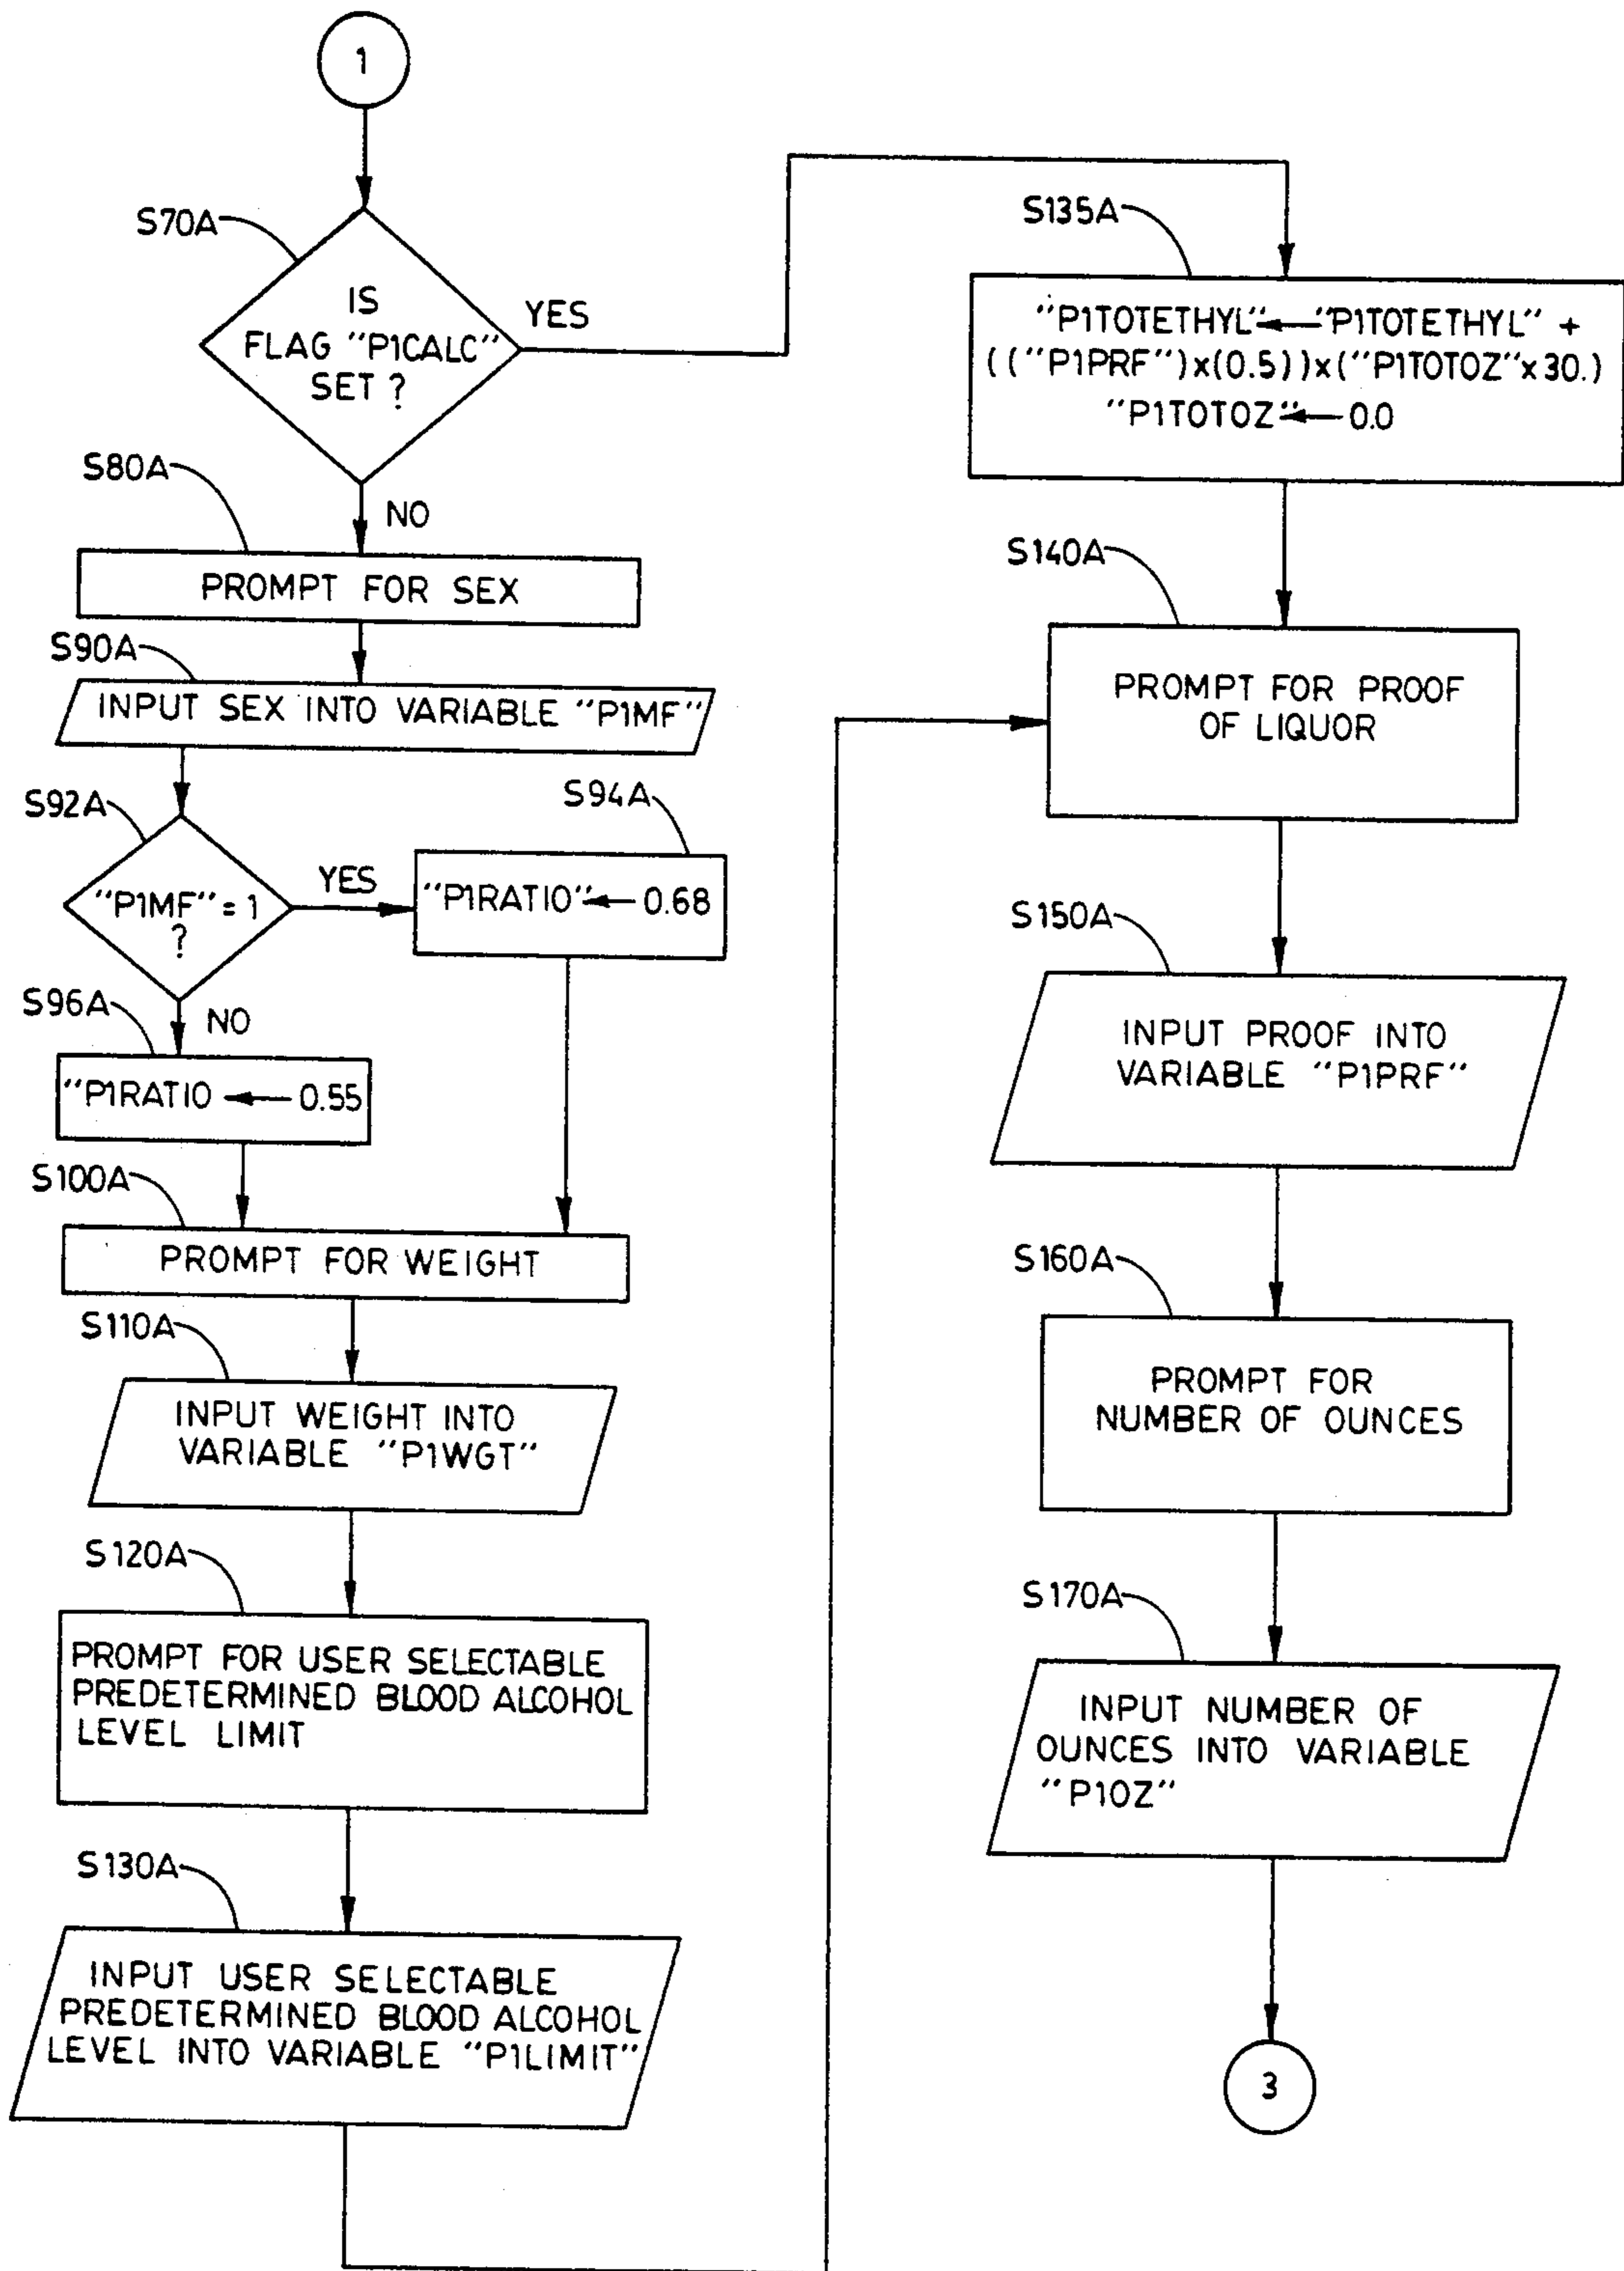 1
S70A
IS
FLAG "P1CALC"
SET ?
YES
NO
S80A
PROMPT FOR SEX
S90A
INPUT SEX INTO VARIABLE "P1MF"
S92A
"P1MF" = 1
?
YES
NO
S94A
"P1RATIO" ← 0.68
S96A
"P1RATIO ← 0.55
S100A
PROMPT FOR WEIGHT
S110A
INPUT WEIGHT INTO
VARIABLE "P1WGT"
S120A
PROMPT FOR USER SELECTABLE
PREDETERMINED BLOOD ALCOHOL
LEVEL LIMIT
S130A
INPUT USER SELECTABLE
PREDETERMINED BLOOD ALCOHOL
LEVEL INTO VARIABLE "P1LIMIT"
S135A
"P1TOTETHYL" ← "P1TOTETHYL" +
(("P1PRF")x(0.5))x("P1TOTOZ"x30.)
"P1TOTOZ" ← 0.0
S140A
PROMPT FOR PROOF
OF LIQUOR
S150A
INPUT PROOF INTO
VARIABLE "P1PRF"
S160A
PROMPT FOR
NUMBER OF OUNCES
S170A
INPUT NUMBER OF
OUNCES INTO VARIABLE
"P1OZ"
3